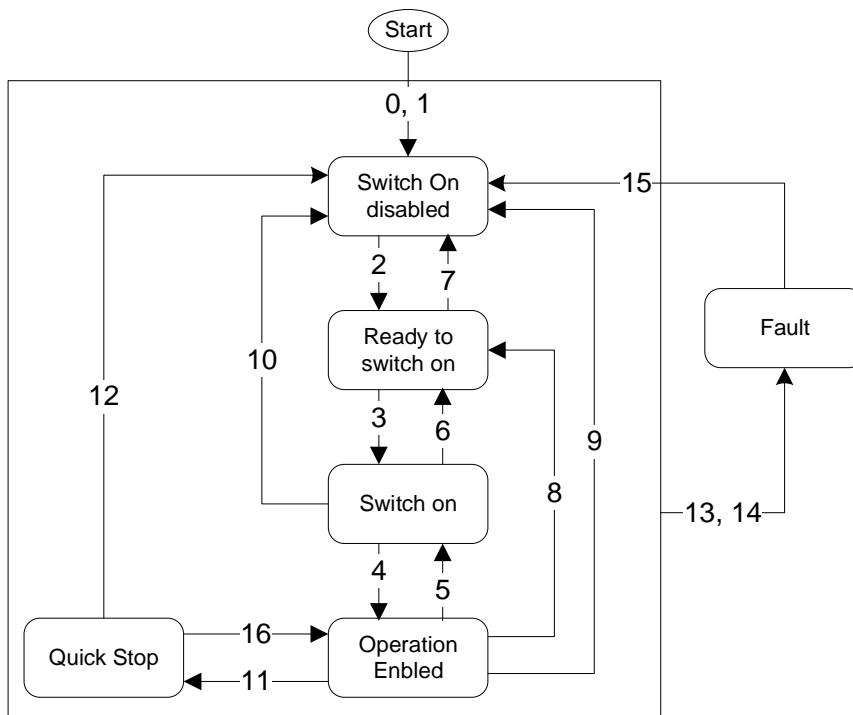 Start
0, 1
Switch On
disabled
15
2
7
Ready to
switch on
Fault
10
12
3
6
9
8
Switch on
13, 14
4
5
Quick Stop
16
11
Operation
Enbled